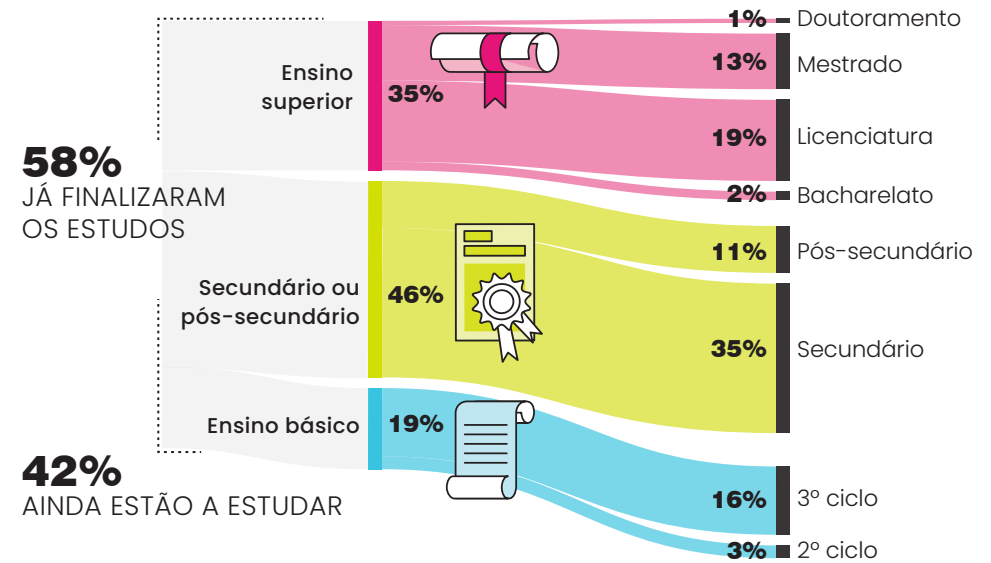 58%
JÁ FINALIZARAM
OS ESTUDOS
42%
AINDA ESTÃO A ESTUDAR
Ensino
superior
35%
Secundário ou
pós-secundário
46%
Ensino básico
19%
1% Doutoramento
13% Mestrado
19% Licenciatura
2% Bacharelato
11% Pós-secundário
35% Secundário
16% 3º ciclo
3% 2º ciclo